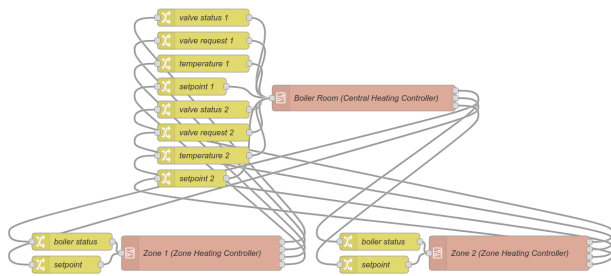 valve status 1
valve request 1
temperature 1
setpoint 1
Boiler Room (Central Heating Controller)
valve status 2
valve request 2
temperature 2
setpoint 2
boiler status
setpoint
Zone 1 (Zone Heating Controller)
boiler status
setpoint
Zone 2 (Zone Heating Controller)